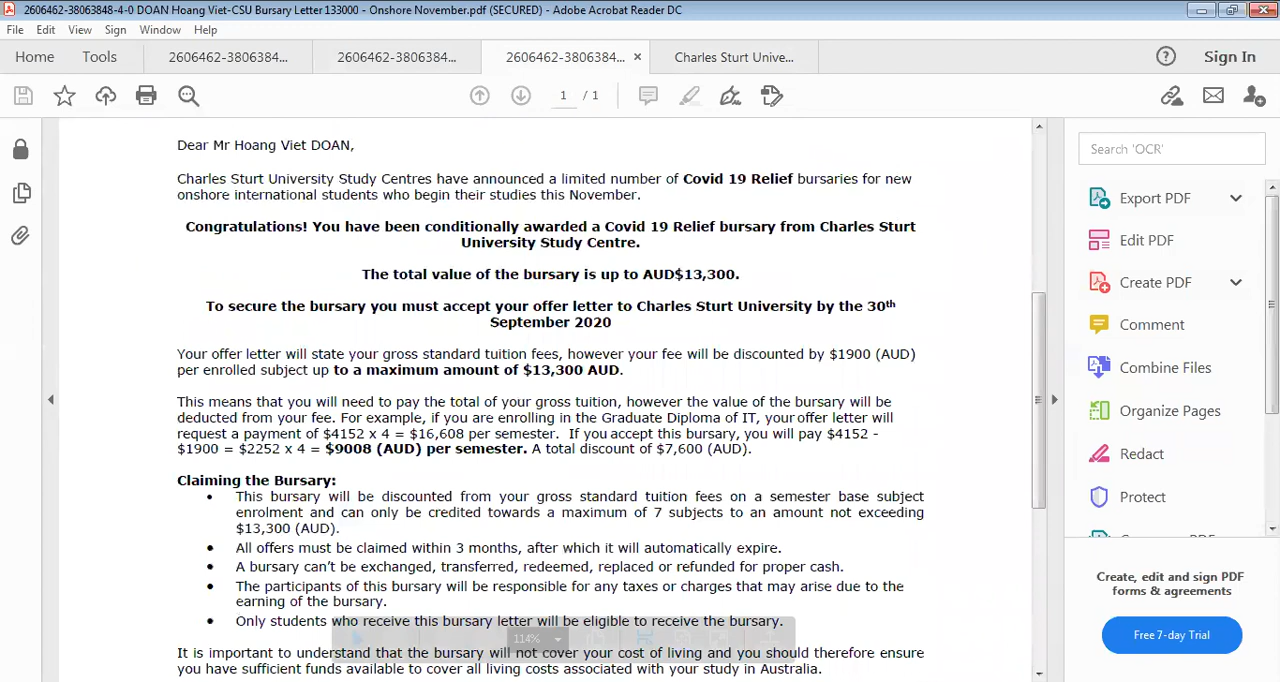 2606462-38063848-4-0 DOAN Hoang Viet-CSU Bursary Letter 133000 - Onshore November.pdf (SECURED) - Adobe Acrobat Reader DC
File Edit View Sign Window Help
Home Tools 2606462-3806384... 2606462-3806384... 2606462-3806384... × Charles Sturt Unive... Sign In
1 / 1
Dear Mr Hoang Viet DOAN,
Charles Sturt University Study Centres have announced a limited number of Covid 19 Relief bursaries for new
onshore international students who begin their studies this November.
Congratulations! You have been conditionally awarded a Covid 19 Relief bursary from Charles Sturt
University Study Centre.
The total value of the bursary is up to AUD$13,300.
To secure the bursary you must accept your offer letter to Charles Sturt University by the 30th
September 2020
Your offer letter will state your gross standard tuition fees, however your fee will be discounted by $1900 (AUD)
per enrolled subject up to a maximum amount of $13,300 AUD.
This means that you will need to pay the total of your gross tuition, however the value of the bursary will be
deducted from your fee. For example, if you are enrolling in the Graduate Diploma of IT, your offer letter will
request a payment of $4152 x 4 = $16,608 per semester. If you accept this bursary, you will pay $4152 -
$1900 = $2252 x 4 = $9008 (AUD) per semester. A total discount of $7,600 (AUD).
Claiming the Bursary:
• This bursary will be discounted from your gross standard tuition fees on a semester base subject
enrolment and can only be credited towards a maximum of 7 subjects to an amount not exceeding
$13,300 (AUD).
• All offers must be claimed within 3 months, after which it will automatically expire.
• A bursary can't be exchanged, transferred, redeemed, replaced or refunded for proper cash.
• The participants of this bursary will be responsible for any taxes or charges that may arise due to the
earning of the bursary.
• Only students who receive this bursary letter will be eligible to receive the bursary.
114%
It is important to understand that the bursary will not cover your cost of living and you should therefore ensure
you have sufficient funds available to cover all living costs associated with your study in Australia.
Search 'OCR'
Export PDF
Edit PDF
Create PDF
Comment
Combine Files
Organize Pages
Redact
Protect
Create, edit and sign PDF
forms & agreements
Free 7-day Trial